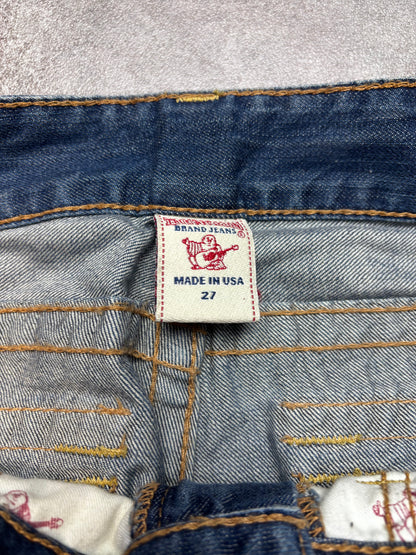 BRAND JEANS
®
MADE IN USA
27